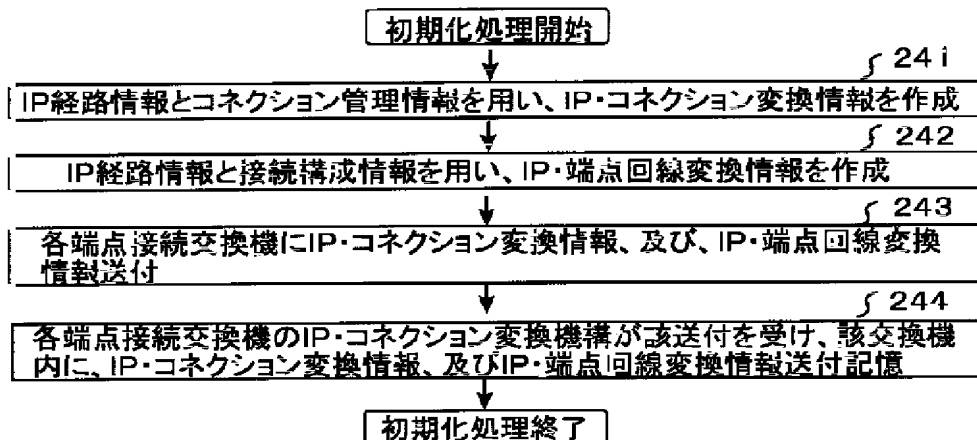 初期化処理開始
241
IP経路情報とコネクション管理情報を用い、IP・コネクション変換情報を作成
242
IP経路情報と接続構成情報を用い、IP・端点回線変換情報を作成
243
各端点接続交換機にIP・コネクション変換情報、及び、IP・端点回線変換
情報送付
244
各端点接続交換機のIP・コネクション変換機構が該送付を受け、該交換機
内に、IP・コネクション変換情報、及びIP・端点回線変換情報送付記憶
初期化処理終了